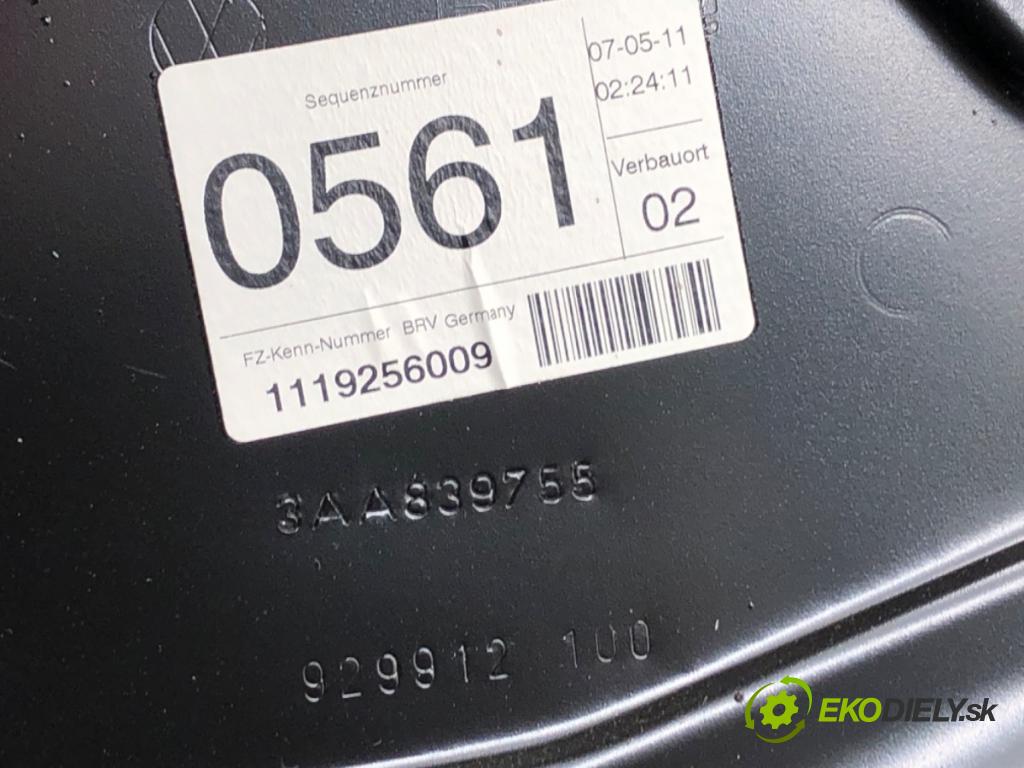 Sequenznummer
0561
07-05-11
02:24:11
Verbauort
02
FZ-Kenn-Nummer BRV Germany
1119256009
3AA839755
929912 100
EKODIELY.sk